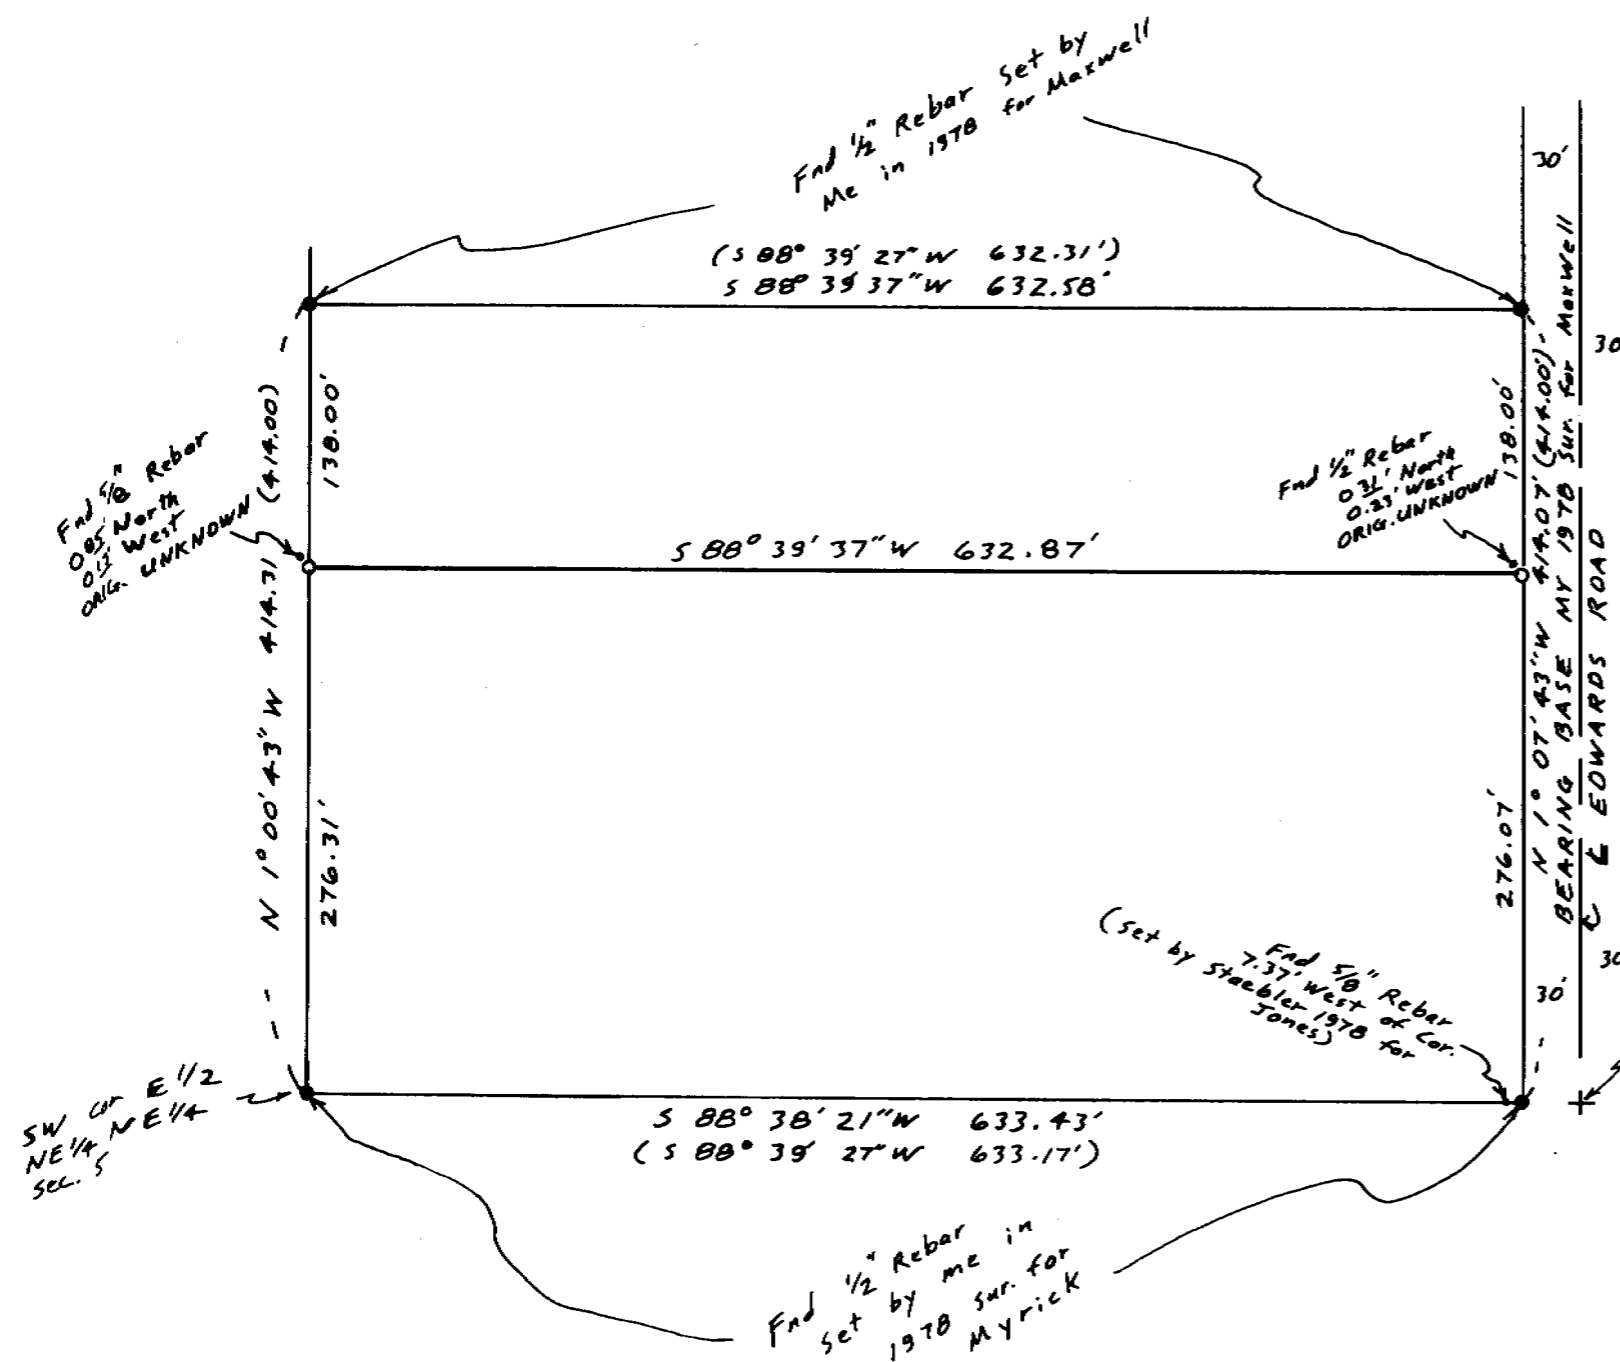 Fnd 1/2" Rebar Set by
Me in 1978 for Maxwell
(S 88° 39' 27" W 632.31')
S 88° 39' 37" W 632.58'
30'
30
138.00'
N 1° 00' 43" W 414.31 (414.00)
Fnd 5/8" Rebar
0.85' North
0.13' West
ORIG. UNKNOWN
Fnd 1/2" Rebar
0.31' North
0.23' West
ORIG. UNKNOWN
138.00'
N 1° 07' 43" W 414.07' (414.00')
BEARING BASE MY 1978 Sur. for Maxwell
EDWARDS ROAD
S 88° 39' 37" W 632.87'
276.31'
276.07'
Fnd 5/8" Rebar
7.37' West of Cor.
(Set by Staebler 1978 for
Jones)
30'
30
SW Cor E 1/2
NE 1/4 NE 1/4
Sec. 5
S 88° 38' 21" W 633.43'
(S 88° 39' 27" W 633.17')
Fnd 1/2" Rebar
set by me in
1978 sur. for
Myrick